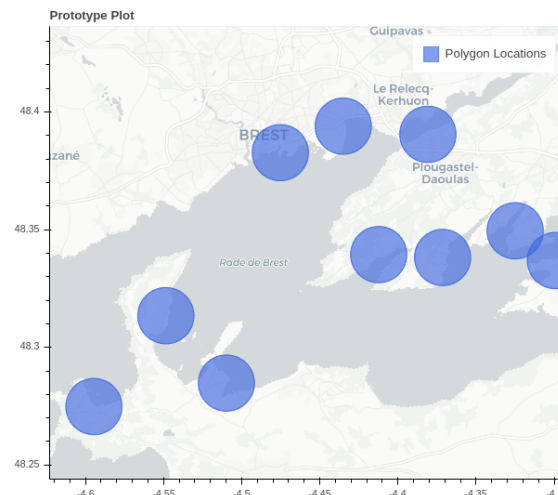 Prototype Plot
Guipavas
Polygon Locations
Le Relecq-
Kerhuon
48.4
BREST
zané
Plougastel-
Daoulas
48.35
Rade de Brest
48.3
48.25
-4.6
-4.55
-4.5
-4.45
-4.4
-4.35